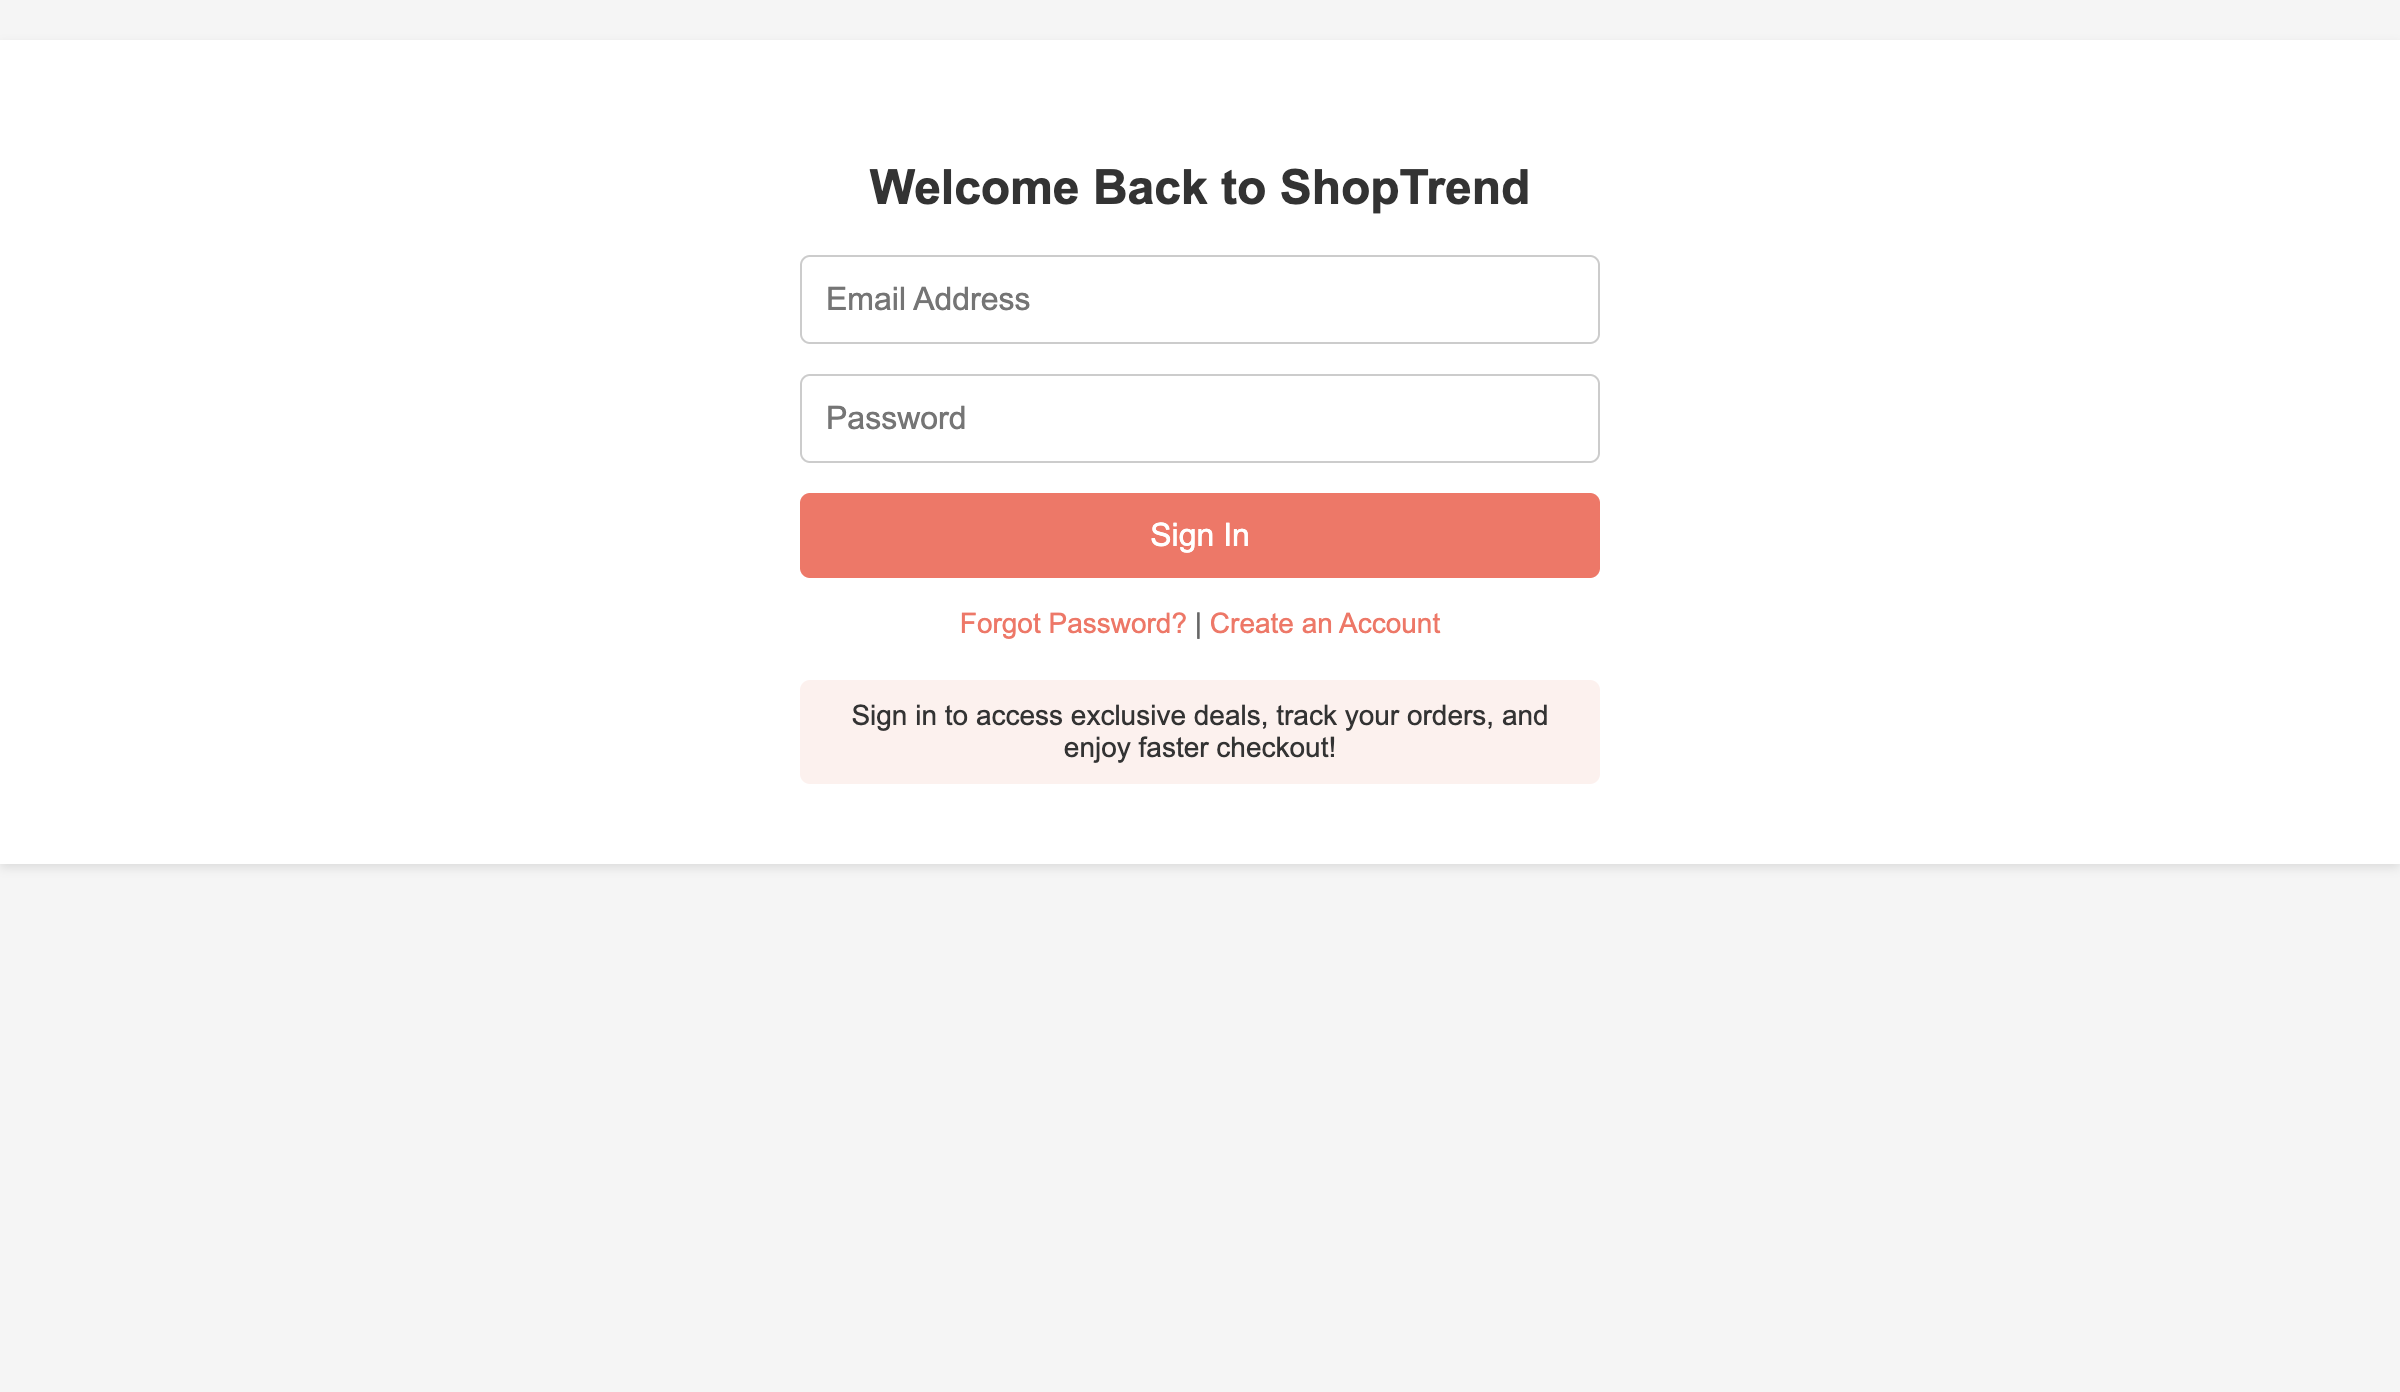 Welcome Back to ShopTrend
Email Address
Password
Sign In
Forgot Password? | Create an Account
Sign in to access exclusive deals, track your orders, and
enjoy faster checkout!